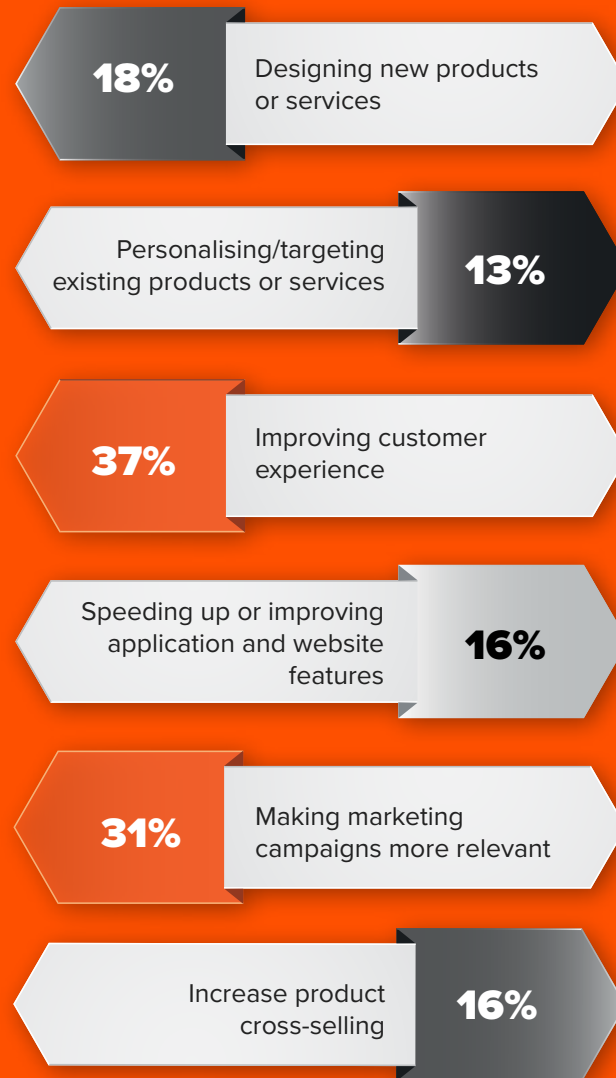 18%
Designing new products
or services
Personalising/targeting
existing products or services
13%
37%
Improving customer
experience
Speeding up or improving
application and website
features
16%
31%
Making marketing
campaigns more relevant
Increase product
cross-selling
16%